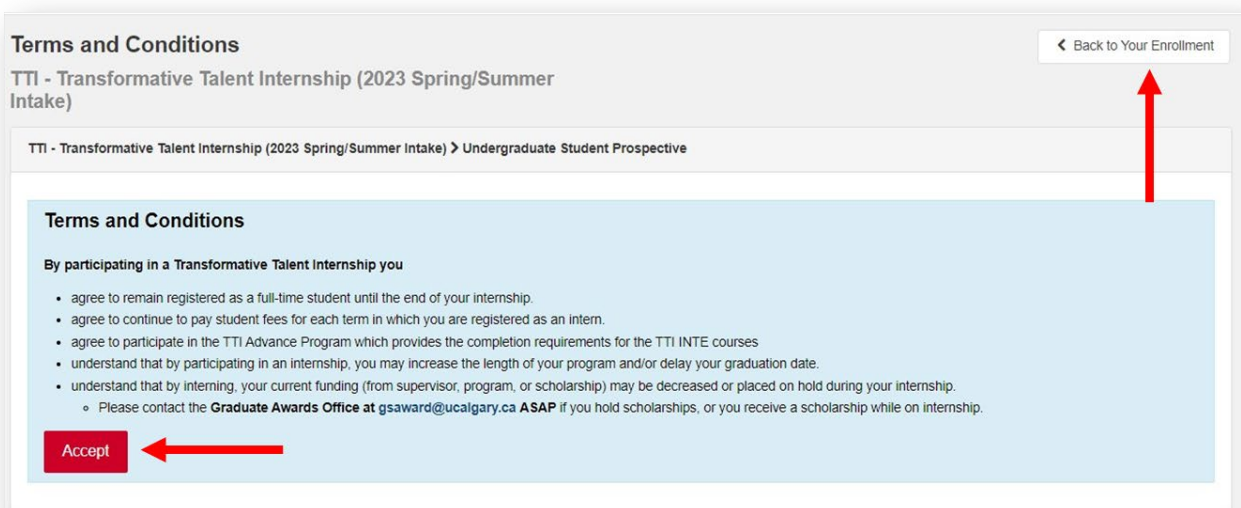 Terms and Conditions
Back to Your Enrollment
TTI - Transformative Talent Internship (2023 Spring/Summer
Intake)
TTI - Transformative Talent Internship (2023 Spring/Summer Intake) > Undergraduate Student Prospective
Terms and Conditions
By participating in a Transformative Talent Internship you
• agree to remain registered as a full-time student until the end of your internship.
• agree to continue to pay student fees for each term in which you are registered as an intern.
• agree to participate in the TTI Advance Program which provides the completion requirements for the TTI INTE courses
• understand that by participating in an internship, you may increase the length of your program and/or delay your graduation date.
• understand that by interning, your current funding (from supervisor, program, or scholarship) may be decreased or placed on hold during your internship.
◦ Please contact the Graduate Awards Office at gsaward@ucalgary.ca ASAP if you hold scholarships, or you receive a scholarship while on internship.
Accept